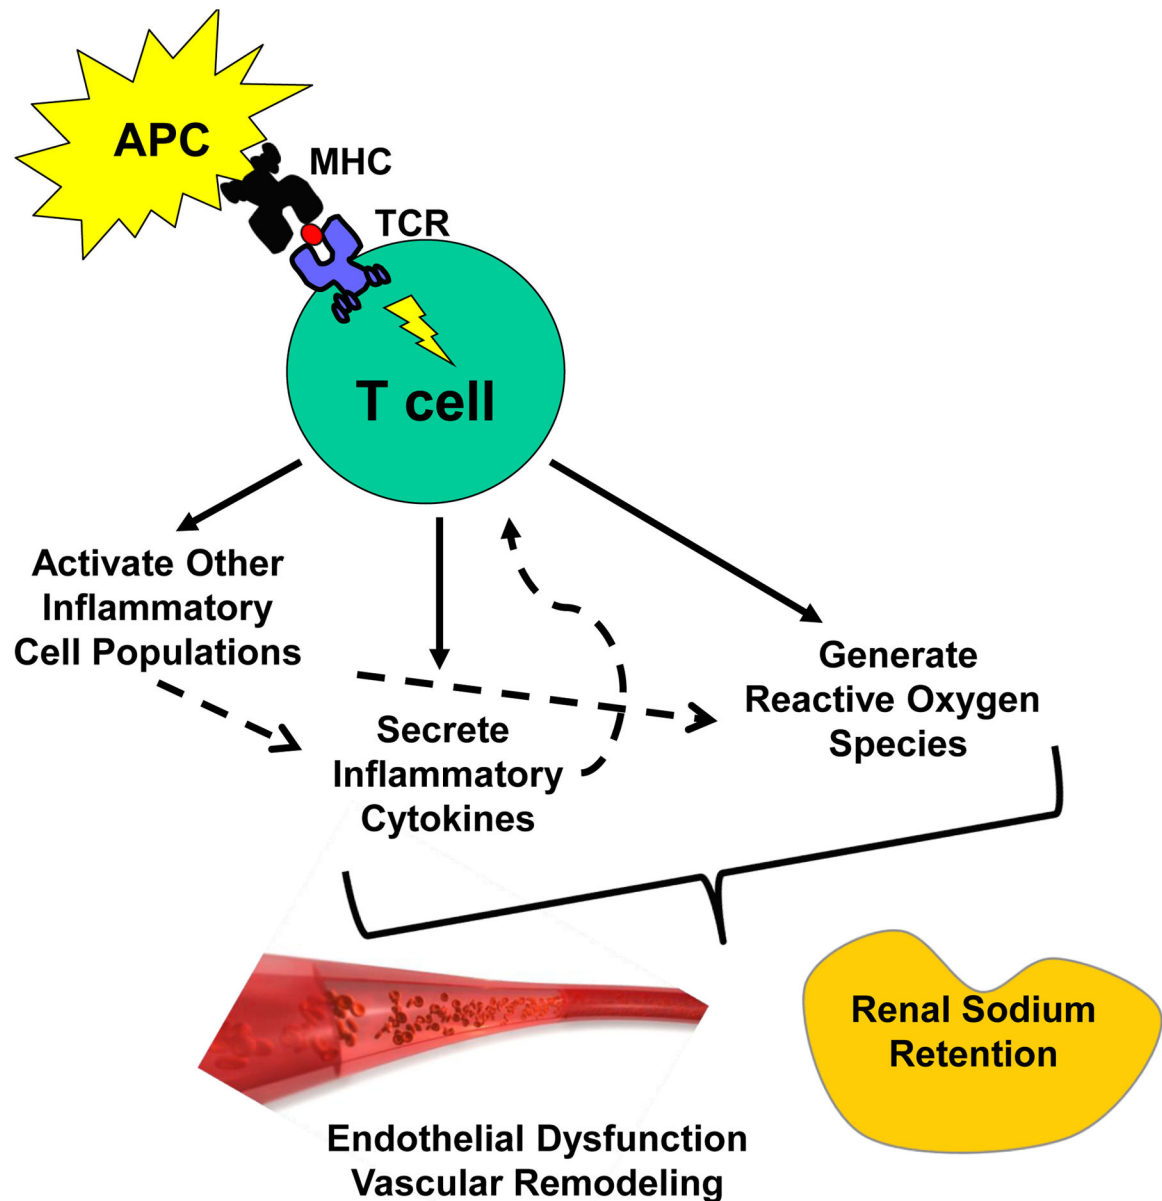 APC
MHC
TCR
T cell
Activate Other
Inflammatory
Cell Populations
Secrete
Inflammatory
Cytokines
Generate
Reactive Oxygen
Species
Renal Sodium
Retention
Endothelial Dysfunction
Vascular Remodeling